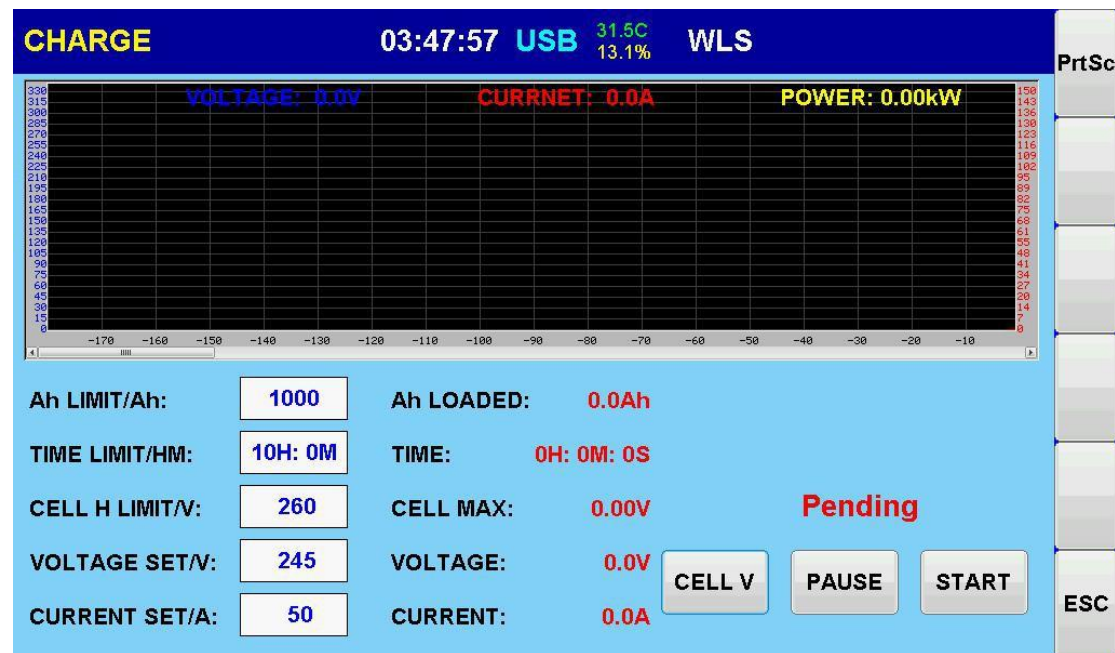 CHARGE 03:47:57 USB 31.5C 13.1% WLS
PrtSc
VOLTAGE: 0.0V CURRNET: 0.0A POWER: 0.00kW
330 150
315 143
300 136
285 130
270 123
255 116
240 109
225 102
210 95
195 89
180 82
165 75
150 68
135 61
120 55
105 48
90 41
75 34
60 27
45 20
30 14
15 7
0 0
-170 -160 -150 -140 -130 -120 -110 -100 -90 -80 -70 -60 -50 -40 -30 -20 -10
Ah LIMIT/Ah: 1000 Ah LOADED: 0.0Ah
TIME LIMIT/HM: 10H: 0M TIME: 0H: 0M: 0S
CELL H LIMIT/V: 260 CELL MAX: 0.00V Pending
VOLTAGE SET/V: 245 VOLTAGE: 0.0V
CELL V PAUSE START
CURRENT SET/A: 50 CURRENT: 0.0A
ESC